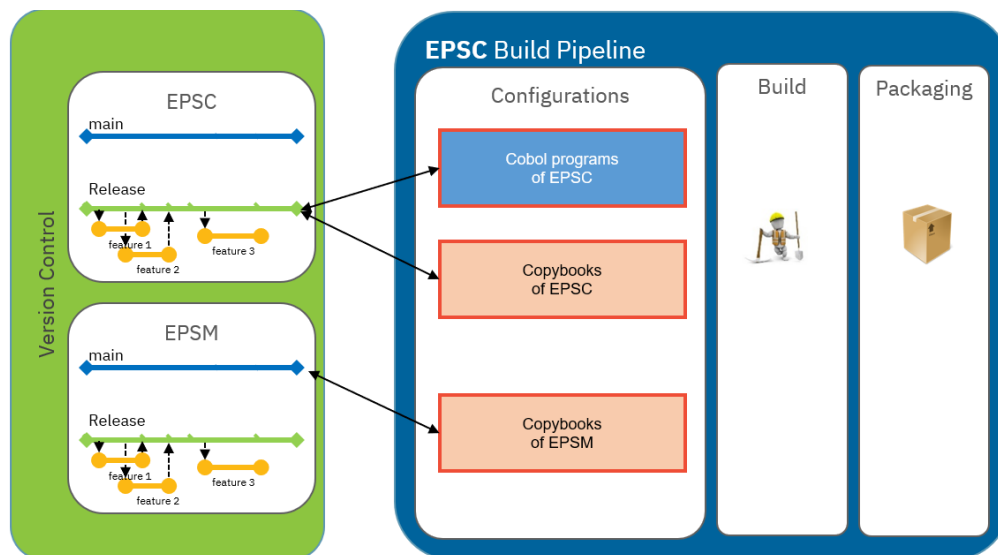 Version Control
EPSC
main
Release
feature 1
feature 2
feature 3
EPSM
main
Release
feature 1
feature 2
feature 3
EPSC Build Pipeline
Configurations
Cobol programs
of EPSC
Copybooks
of EPSC
Copybooks
of EPSM
Build
Packaging